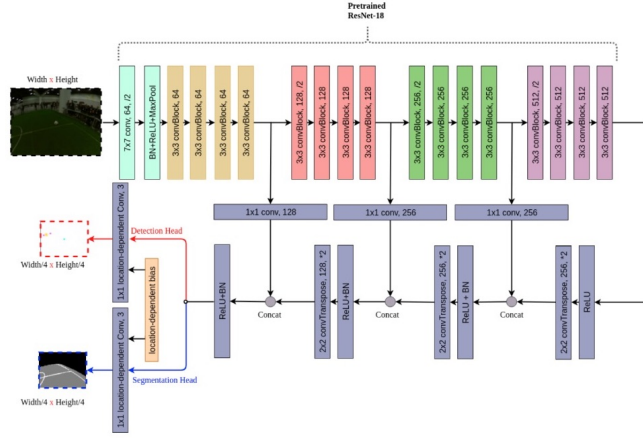 Pretrained
ResNet-18
Width x Height
7x7 conv, 64, /2
BN+ReLU+MaxPool
3x3 convBlock, 64
3x3 convBlock, 64
3x3 convBlock, 64
3x3 convBlock, 64
3x3 convBlock, 128, /2
3x3 convBlock, 128
3x3 convBlock, 128
3x3 convBlock, 128
3x3 convBlock, 256, /2
3x3 convBlock, 256
3x3 convBlock, 256
3x3 convBlock, 256
3x3 convBlock, 512, /2
3x3 convBlock, 512
3x3 convBlock, 512
3x3 convBlock, 512
1x1 conv, 128
1x1 conv, 256
1x1 conv, 256
1x1 location-dependent Conv, 3
Detection Head
Width/4 x Height/4
location-dependent bias
ReLU+BN
Concat
2x2 convTranspose, 128, *2
ReLU+BN
Concat
2x2 convTranspose, 256, *2
ReLU + BN
Concat
2x2 convTranspose, 256, *2
ReLU
1x1 location-dependent Conv, 3
Segmentation Head
Width/4 x Height/4